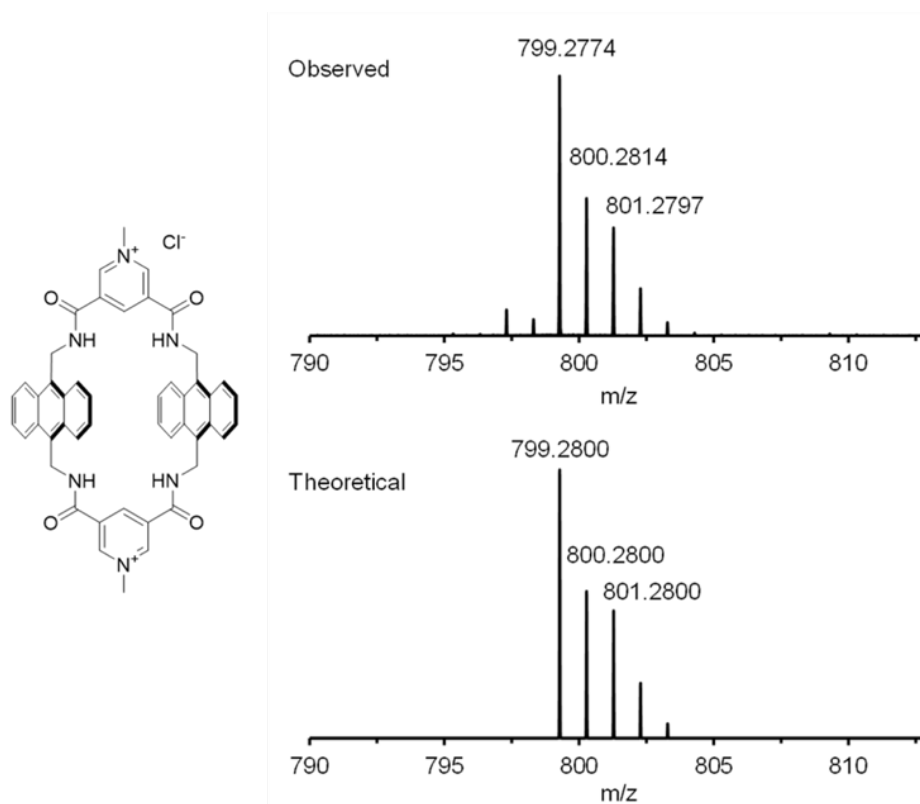 N+
Cl-
O
O
NH
HN
NH
HN
O
O
N+
Observed
799.2774
800.2814
801.2797
790
795
800
805
810
m/z
Theoretical
799.2800
800.2800
801.2800
790
795
800
805
810
m/z